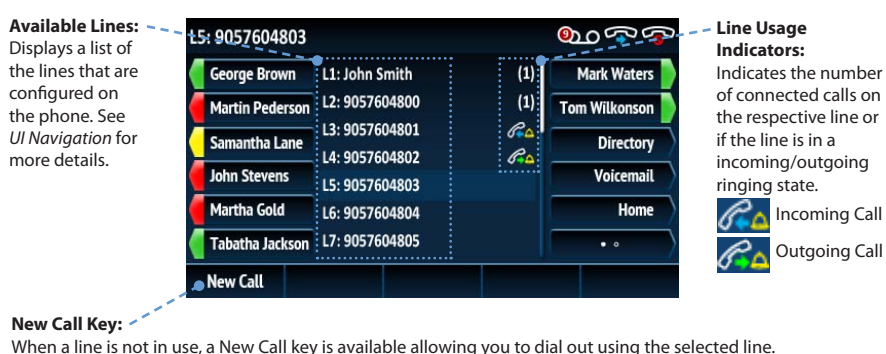 Available Lines:
Displays a list of
the lines that are
configured on
the phone. See
UI Navigation for
more details.
L5: 9057604803
9
George Brown
Martin Pederson
Samantha Lane
John Stevens
Martha Gold
Tabatha Jackson
L1: John Smith (1)
L2: 9057604800 (1)
L3: 9057604801
L4: 9057604802
L5: 9057604803
L6: 9057604804
L7: 9057604805
Mark Waters
Tom Wilkonson
Directory
Voicemail
Home
New Call
Line Usage
Indicators:
Indicates the number
of connected calls on
the respective line or
if the line is in a
incoming/outgoing
ringing state.
Incoming Call
Outgoing Call
New Call Key:
When a line is not in use, a New Call key is available allowing you to dial out using the selected line.